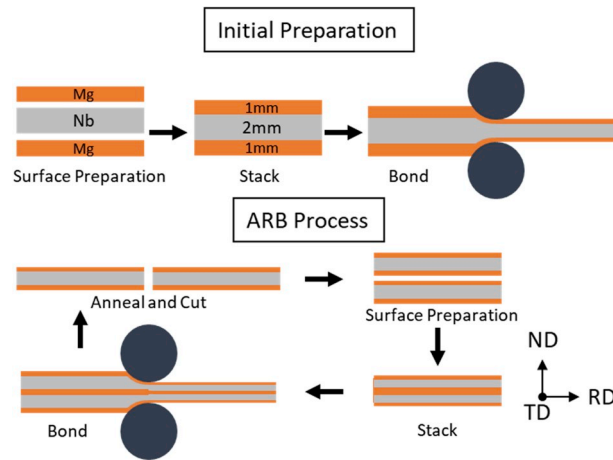 Initial Preparation
Mg
Nb
Mg
Surface Preparation
1mm
2mm
1mm
Stack
Bond
ARB Process
Anneal and Cut
Surface Preparation
Bond
Stack
ND
TD
RD